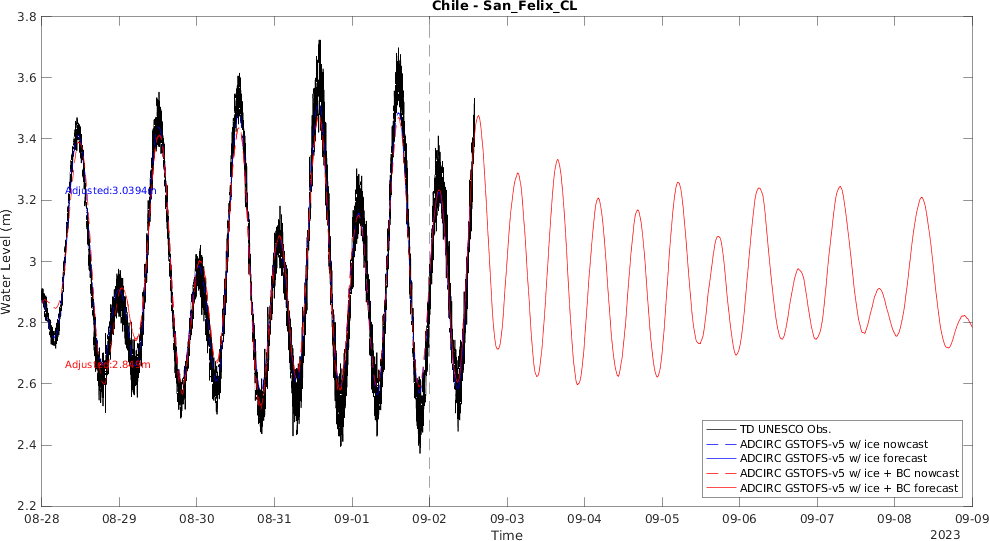 Chile - San_Felix_CL
3.8
3.6
3.4
3.2
3
2.8
2.6
2.4
2.2
Water Level (m)
Adjusted:3.0394m
TD UNESCO Obs.
ADCIRC GSTOFS-v5 w/ ice nowcast
ADCIRC GSTOFS-v5 w/ ice forecast
ADCIRC GSTOFS-v5 w/ ice + BC nowcast
ADCIRC GSTOFS-v5 w/ ice + BC forecast
08-28 08-29 08-30 08-31 09-01 09-02 09-03 09-04 09-05 09-06 09-07 09-08 09-09
Time
2023